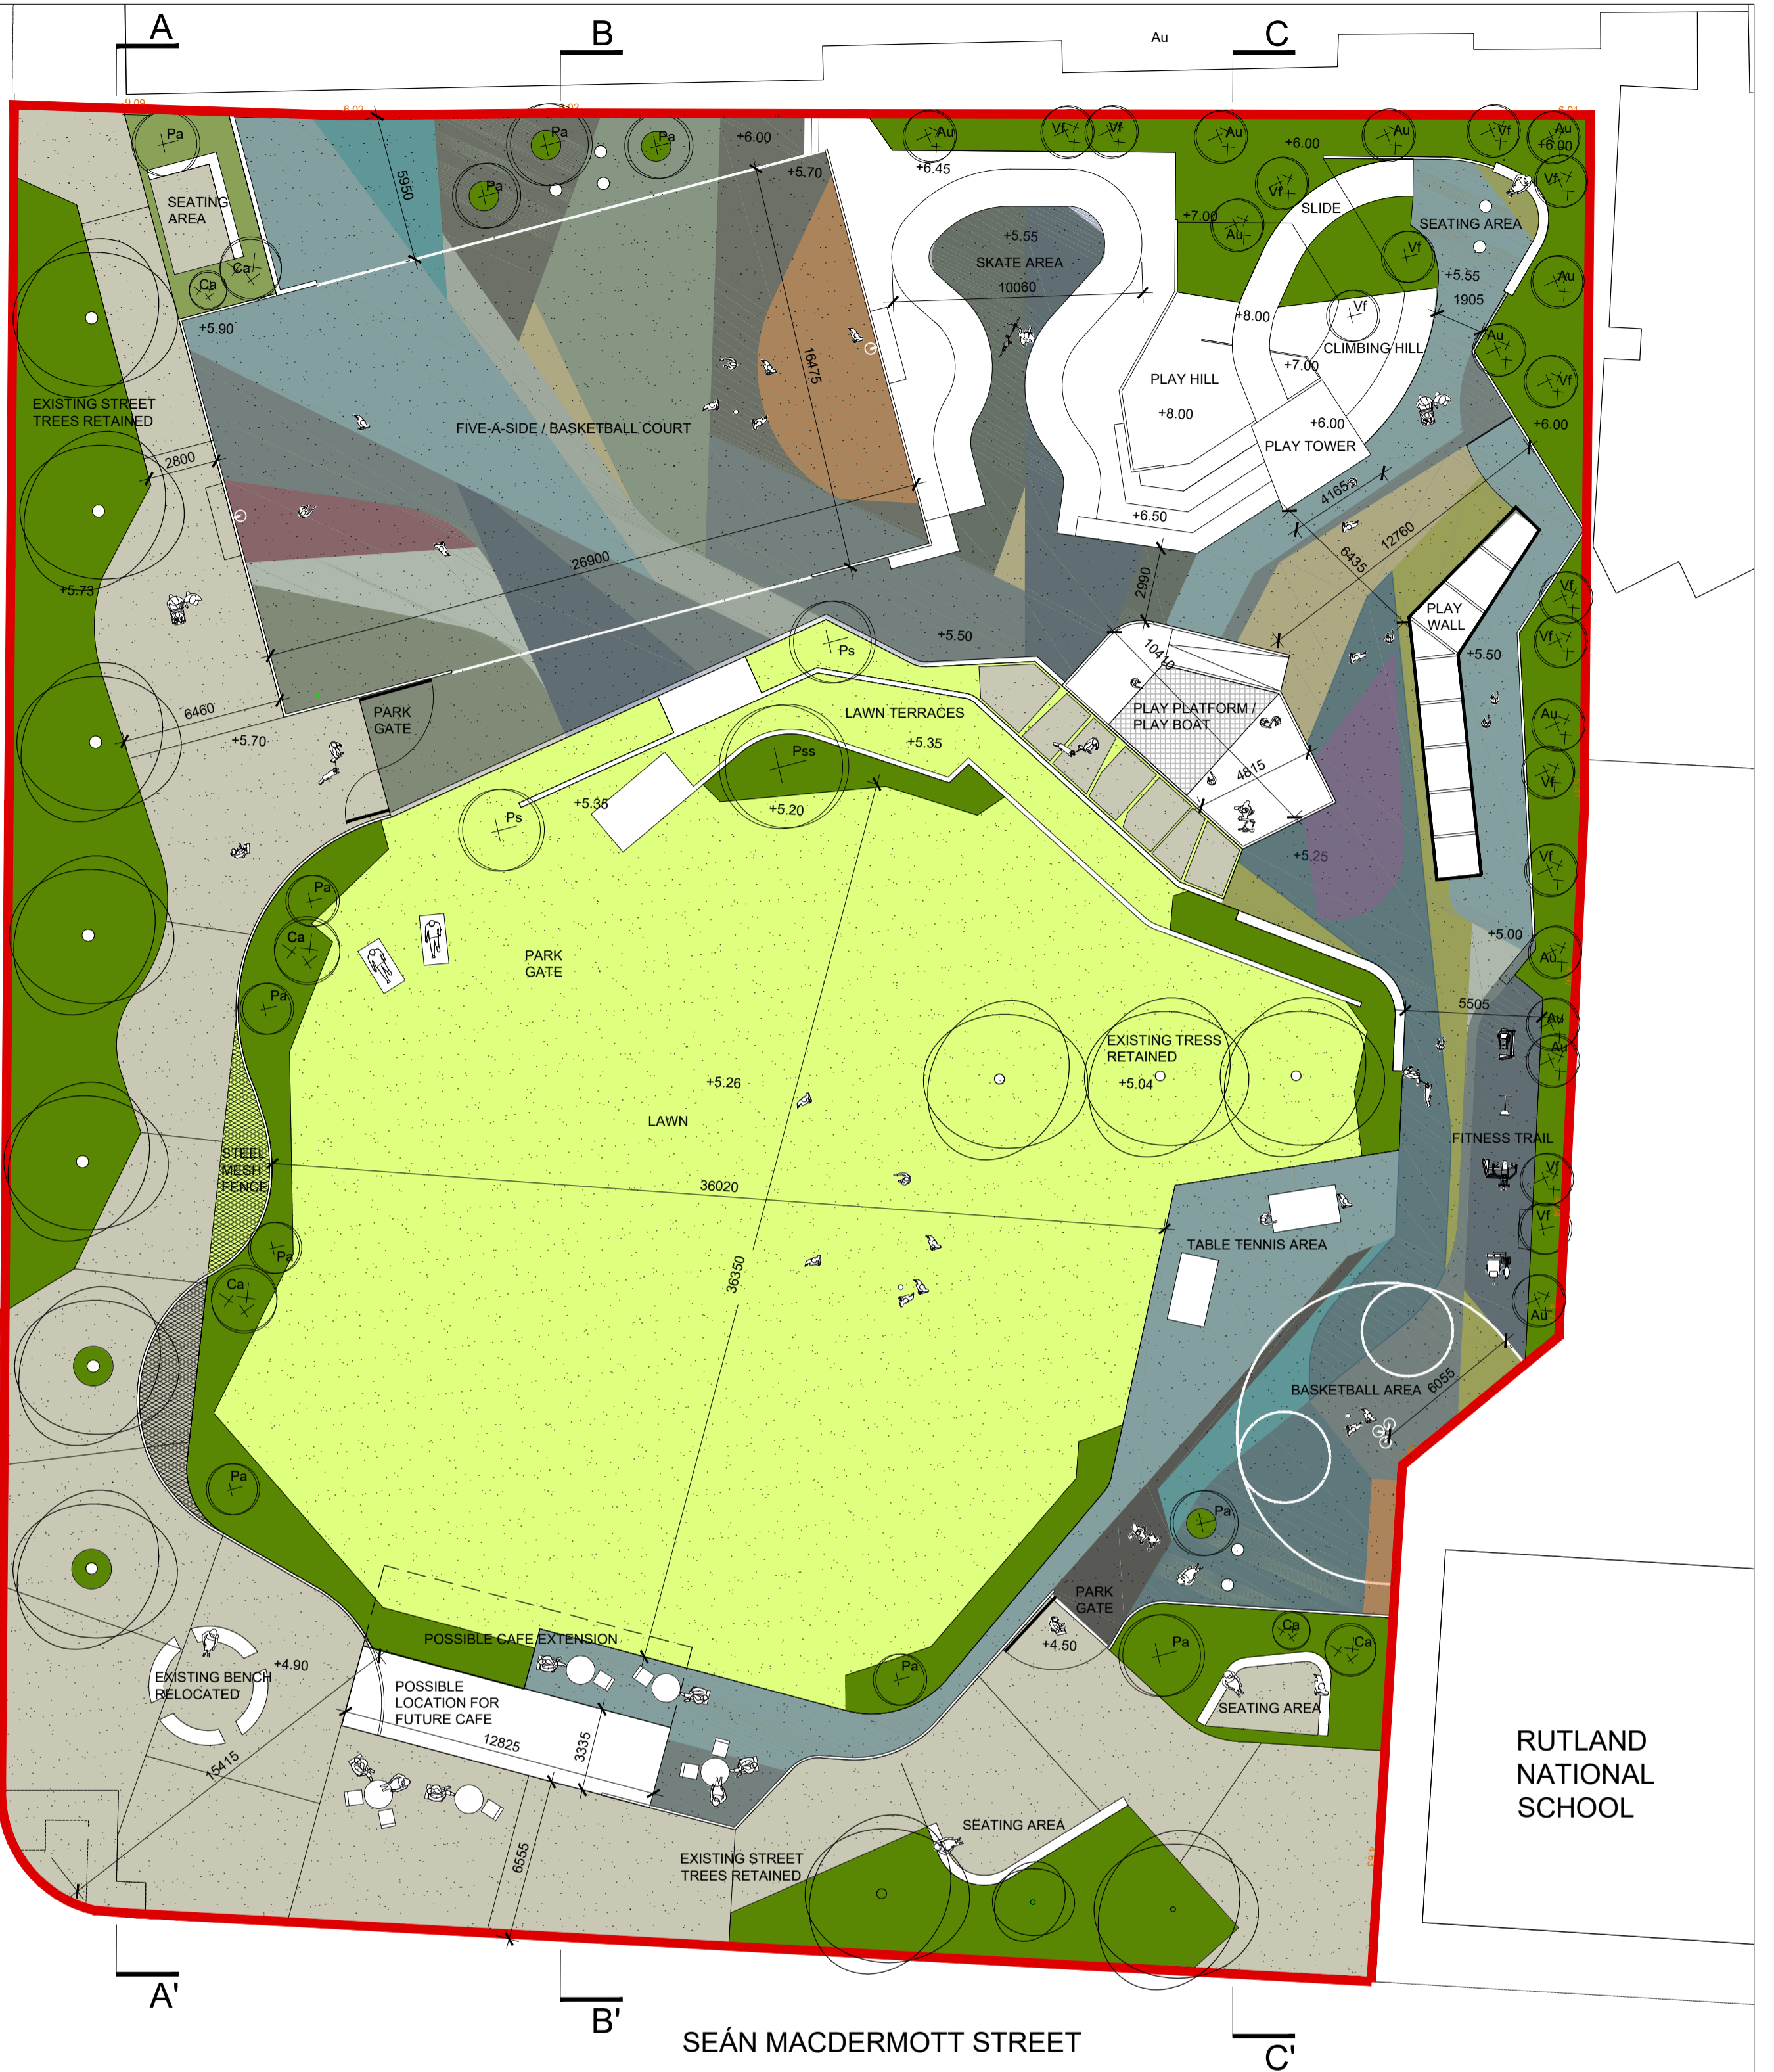 A
B
C
Au
9.09
6.02
6.01
Pa
Pa
Pa
Pa
+6.00
+5.70
Au
Vf
Vf
Au
Au
Vf
Au
+6.00
+6.00
+6.45
5950
SEATING
AREA
Ca
Ca
+5.90
+5.55
SKATE AREA
10060
+7.00
Au
Vf
SLIDE
SEATING AREA
Vf
Vf
+5.55
1905
Au
+8.00
Vf
CLIMBING HILL
+7.00
Au
Vf
PLAY HILL
+8.00
+6.00
PLAY TOWER
+6.00
16475
EXISTING STREET
TREES RETAINED
2800
FIVE-A-SIDE / BASKETBALL COURT
4165
12760
6435
+6.50
26900
2990
+5.73
PLAY
WALL
Vf
Vf
+5.50
+5.50
Ps
10410
6460
+5.70
PARK
GATE
LAWN TERRACES
+5.35
PLAY PLATFORM /
PLAY BOAT
4815
Au
Vf
Pss
+5.35
+5.20
Ps
+5.25
Vf
Pa
Ca
Pa
PARK
GATE
+5.00
Au
5505
Au
Au
EXISTING TRESS
RETAINED
+5.04
+5.26
LAWN
FITNESS TRAIL
STEEL
MESH
FENCE
36020
Vf
Vf
TABLE TENNIS AREA
Pa
Ca
36350
Au
BASKETBALL AREA
6055
Pa
Pa
PARK
GATE
+4.50
Pa
Ca
Ca
POSSIBLE CAFE EXTENSION
Pa
EXISTING BENCH
RELOCATED
+4.90
POSSIBLE
LOCATION FOR
FUTURE CAFE
12825
3335
15415
SEATING AREA
RUTLAND
NATIONAL
SCHOOL
SEATING AREA
6555
EXISTING STREET
TREES RETAINED
4.63
A'
B'
C'
SEÁN MACDERMOTT STREET